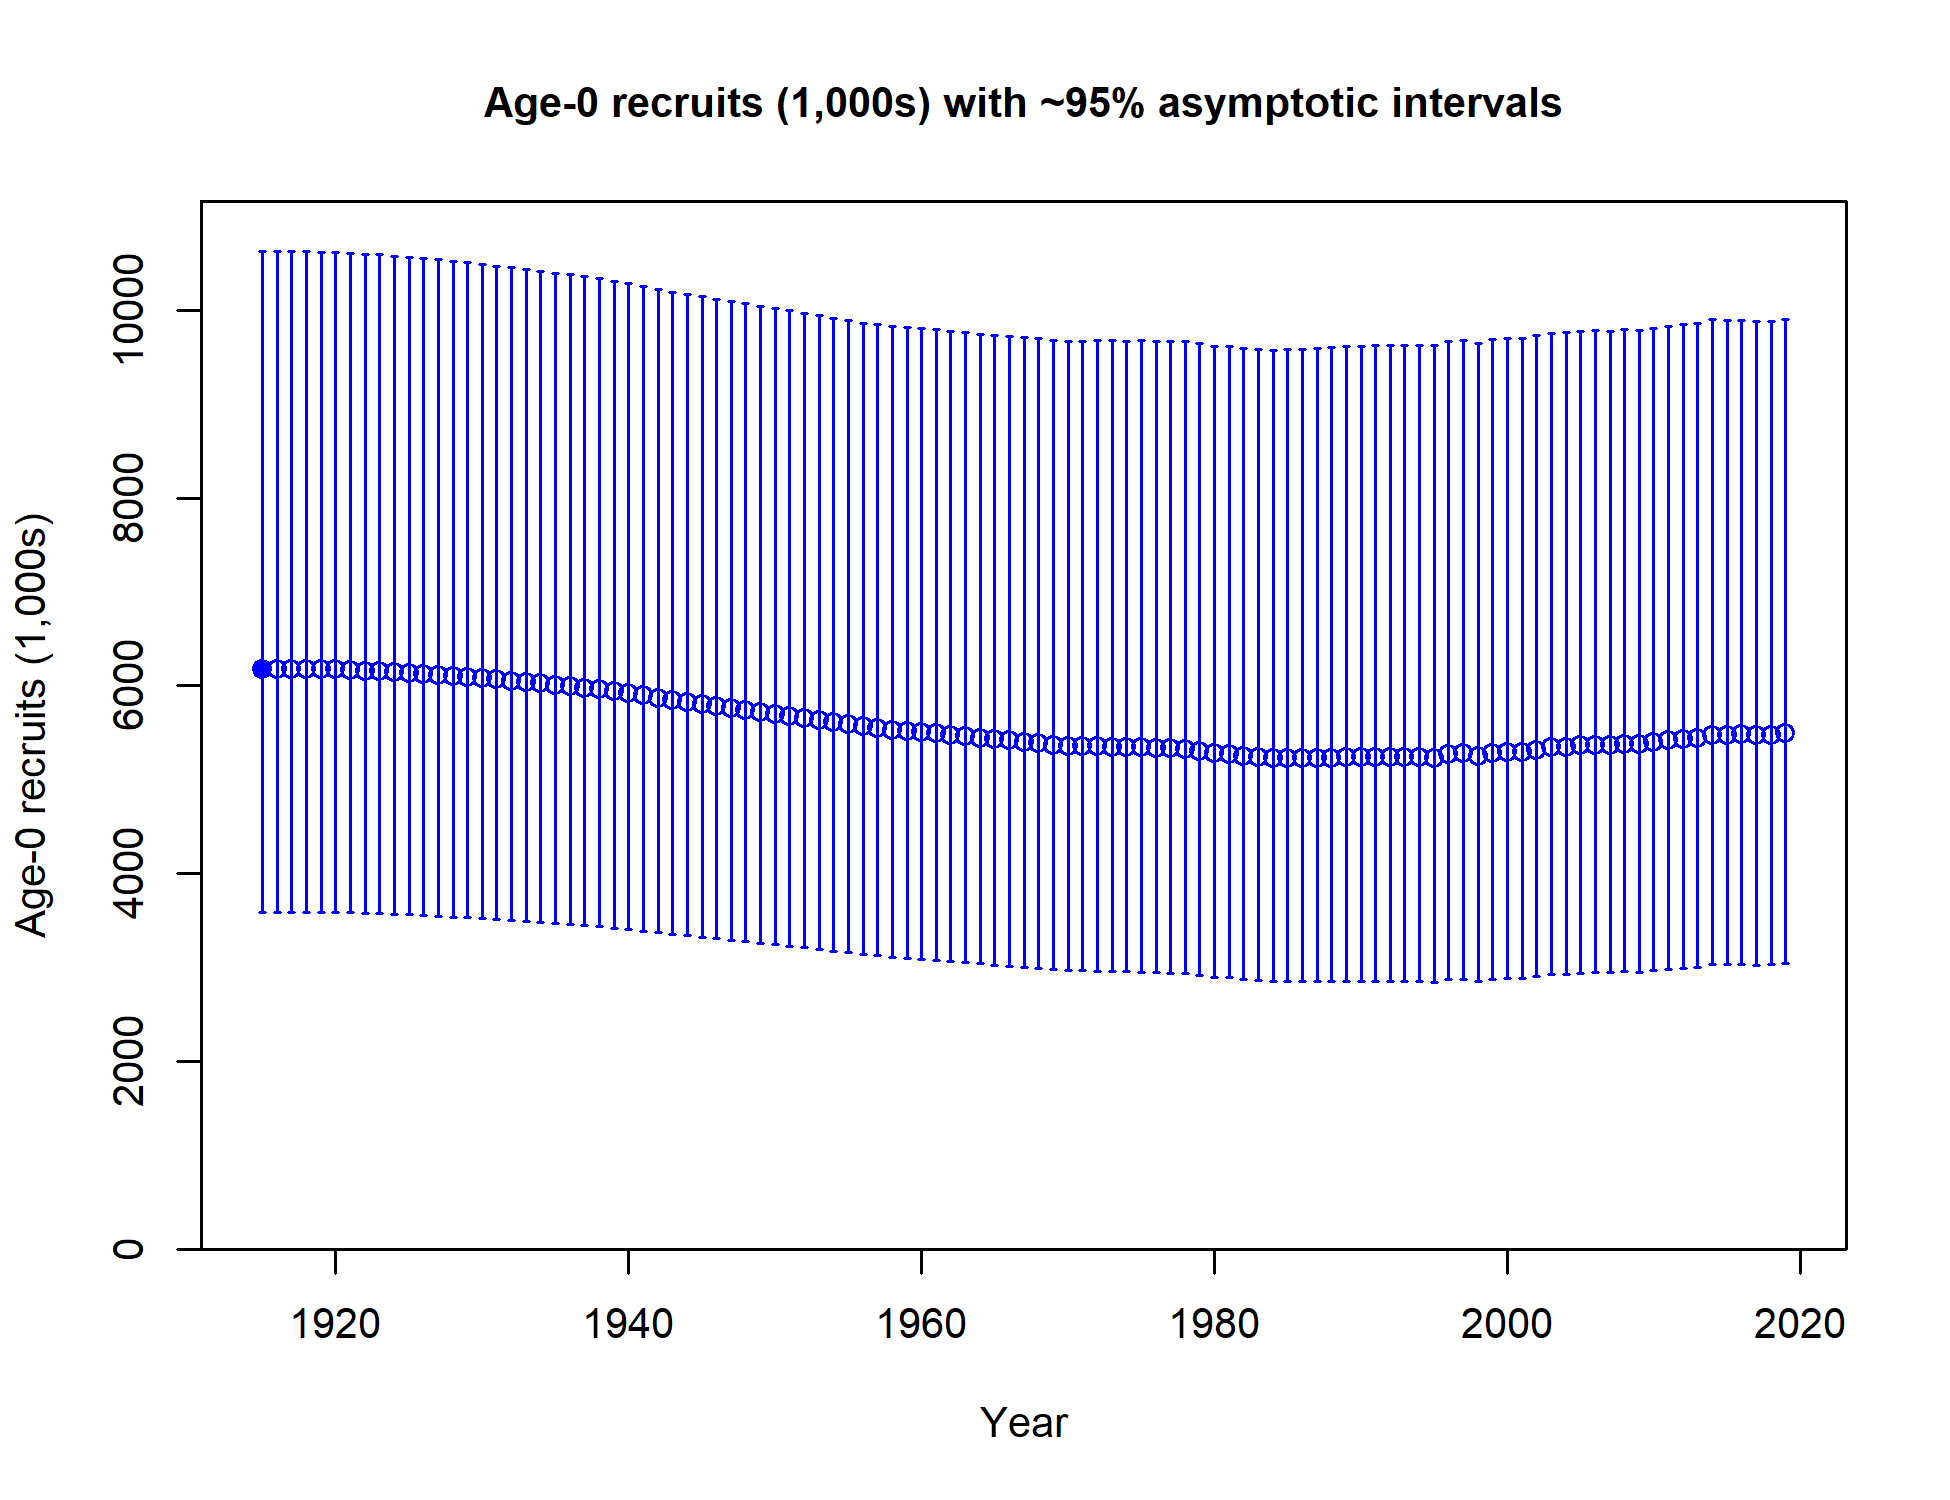 Age-0 recruits (1,000s) with ~95% asymptotic intervals
Age-0 recruits (1,000s)
10000
8000
6000
4000
2000
0
1920 1940 1960 1980 2000 2020
Year